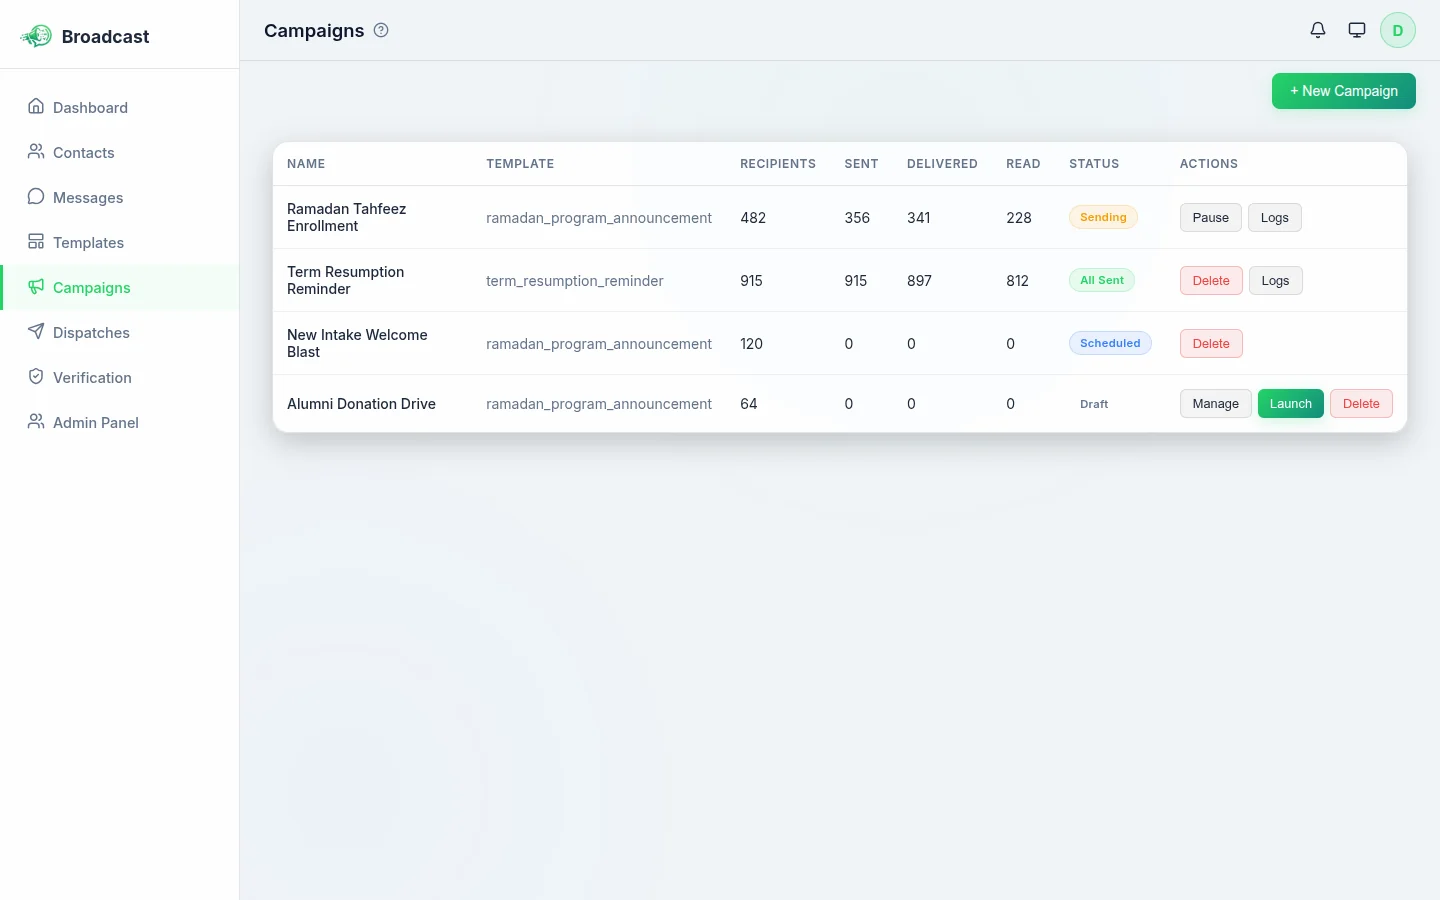 Broadcast
Campaigns
D
Dashboard
Contacts
Messages
Templates
Campaigns
Dispatches
Verification
Admin Panel
+ New Campaign
NAME TEMPLATE RECIPIENTS SENT DELIVERED READ STATUS ACTIONS
Ramadan Tahfeez
Enrollment
ramadan_program_announcement 482 356 341 228 Sending Pause Logs
Term Resumption
Reminder
term_resumption_reminder 915 915 897 812 All Sent Delete Logs
New Intake Welcome
Blast
ramadan_program_announcement 120 0 0 0 Scheduled Delete
Alumni Donation Drive ramadan_program_announcement 64 0 0 0 Draft Manage Launch Delete